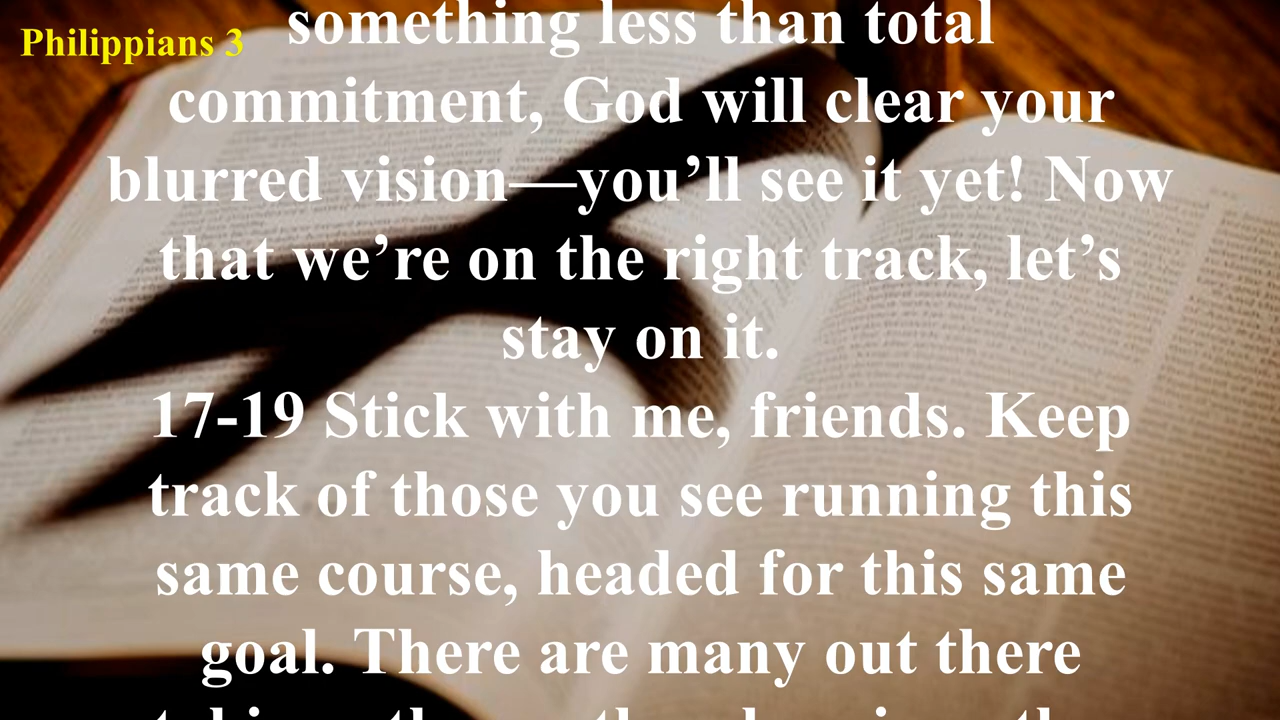 Philippians 3
something less than total
commitment, God will clear your
blurred vision—you’ll see it yet! Now
that we’re on the right track, let’s
stay on it.
17-19 Stick with me, friends. Keep
track of those you see running this
same course, headed for this same
goal. There are many out there